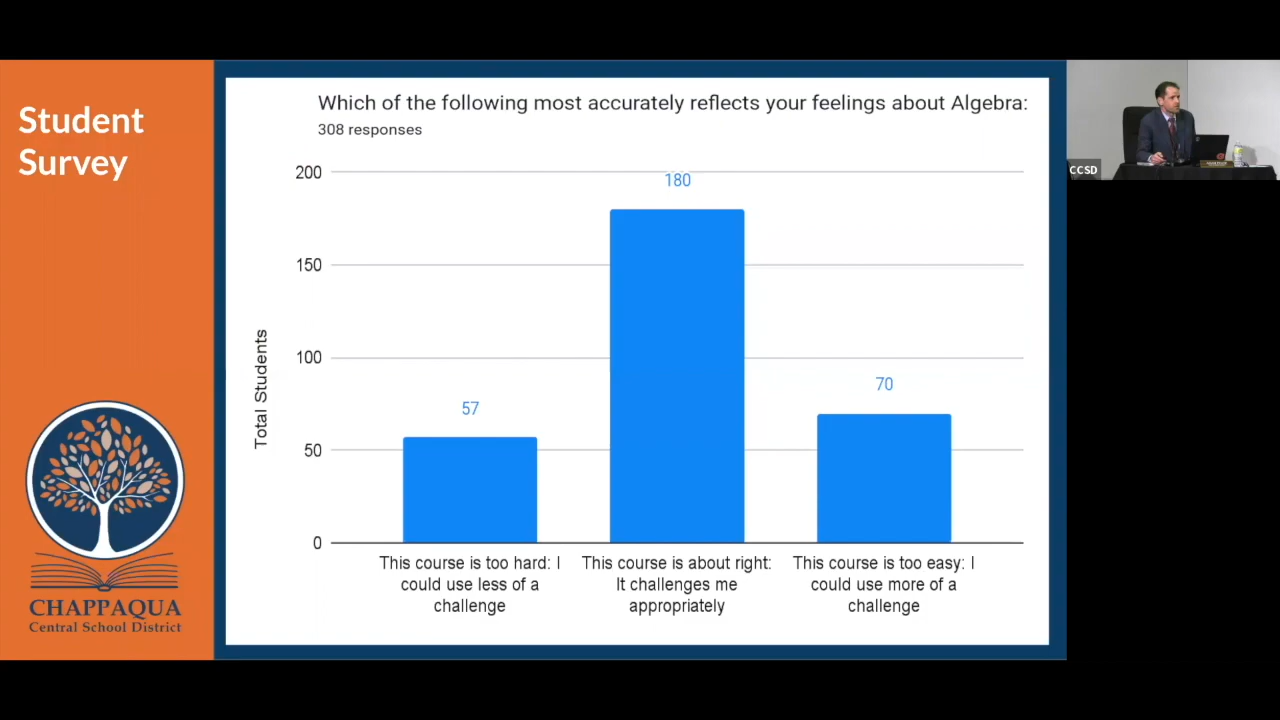 Student
Survey
Which of the following most accurately reflects your feelings about Algebra:
308 responses
200
150
100
50
0
Total Students
57
180
70
This course is too hard: I
could use less of a
challenge
This course is about right:
It challenges me
appropriately
This course is too easy: I
could use more of a
challenge
CHAPPAQUA
Central School District
CCSD